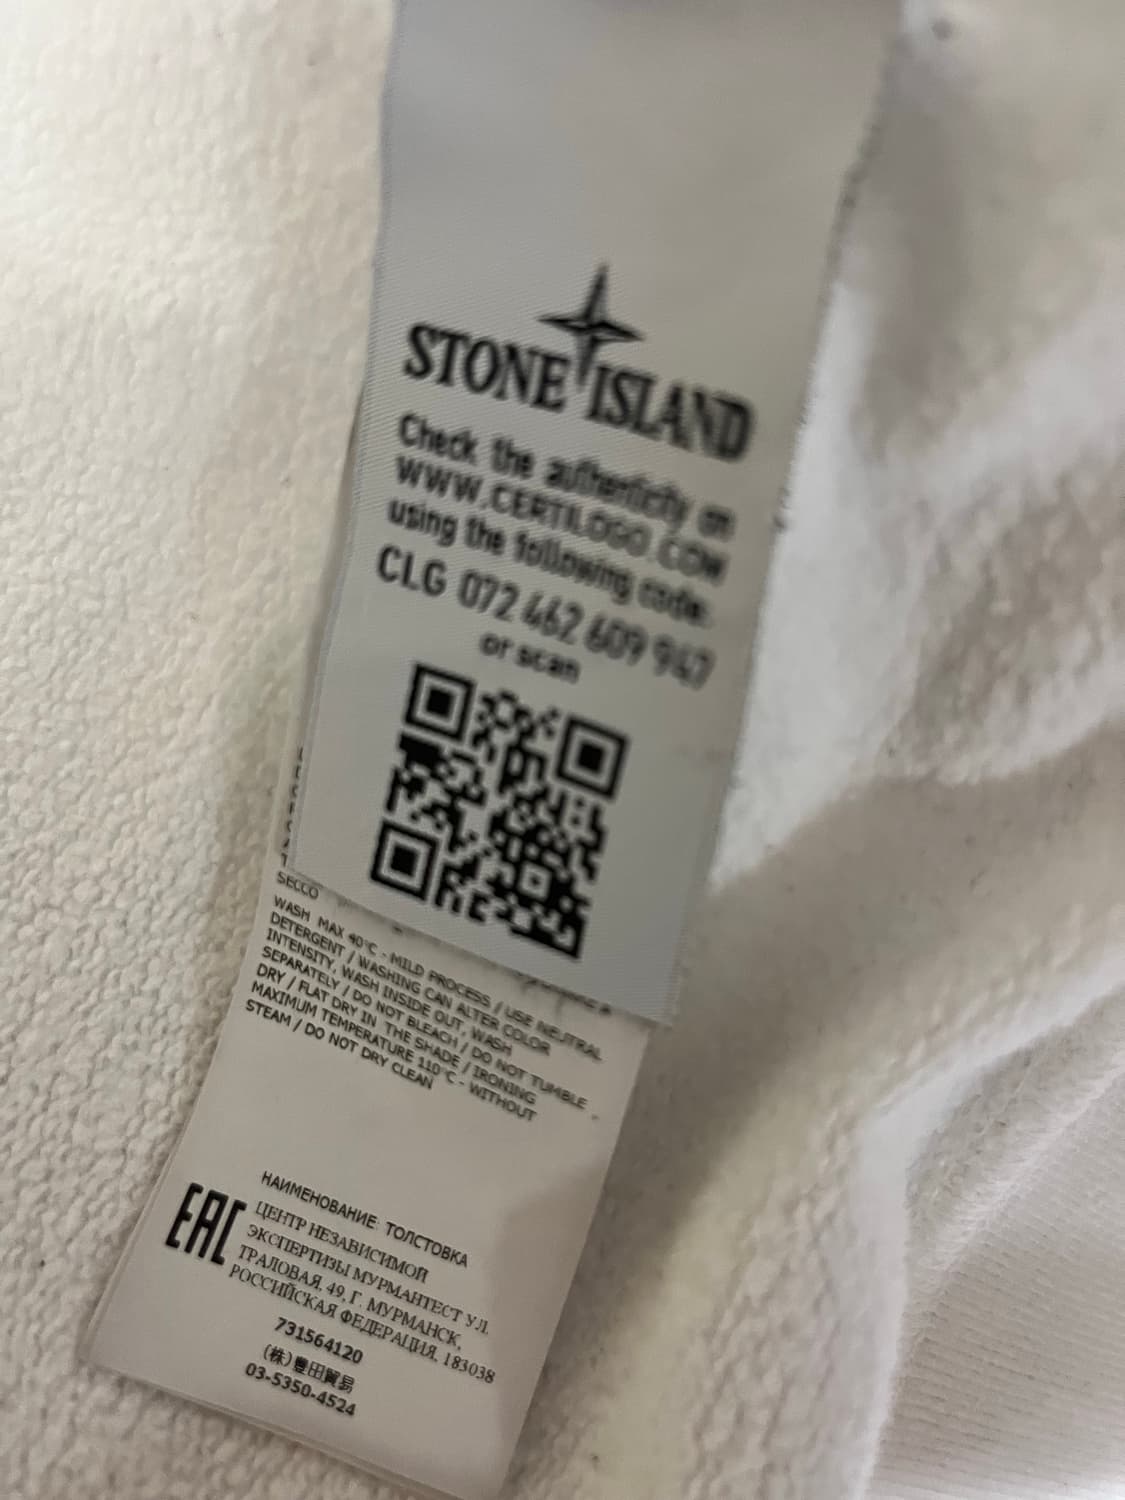 STONE ISLAND
Check the authenticity on
WWW.CERTILOGO.COM
using the following code:
CLG 072 462 609 947
or scan
SECCO
WASH MAX 40°C - MILD PROCESS / USE NEUTRAL
DETERGENT / WASHING CAN ALTER COLOR
INTENSITY, WASH INSIDE OUT, WASH
SEPARATELY / DO NOT BLEACH / DO NOT TUMBLE
DRY / FLAT DRY IN THE SHADE / IRONING
MAXIMUM TEMPERATURE 110°C - WITHOUT
STEAM / DO NOT DRY CLEAN
EAC
НАИМЕНОВАНИЕ: ТОЛСТОВКА
ЦЕНТР НЕЗАВИСИМОЙ
ЭКСПЕРТИЗЫ МУРМАНТЕСТ УЛ.
ТРАЛОВАЯ, 49, Г. МУРМАНСК,
РОССИЙСКАЯ ФЕДЕРАЦИЯ, 183038
731564120
(株)豊田貿易
03-5350-4524